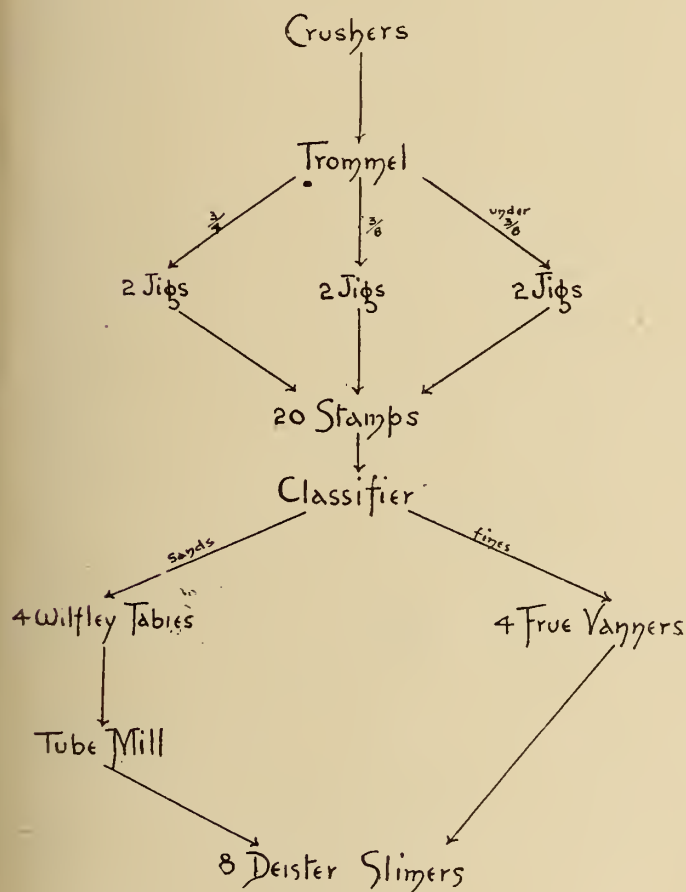 Crushers
Trommel
3/4
3/8
under
3/8
2 Jigs
2 Jigs
2 Jigs
20 Stamps
Classifier
Sands
fines
4 Wilfley Tables
4 Frue Vanners
Tube Mill
8 Deister Slimers